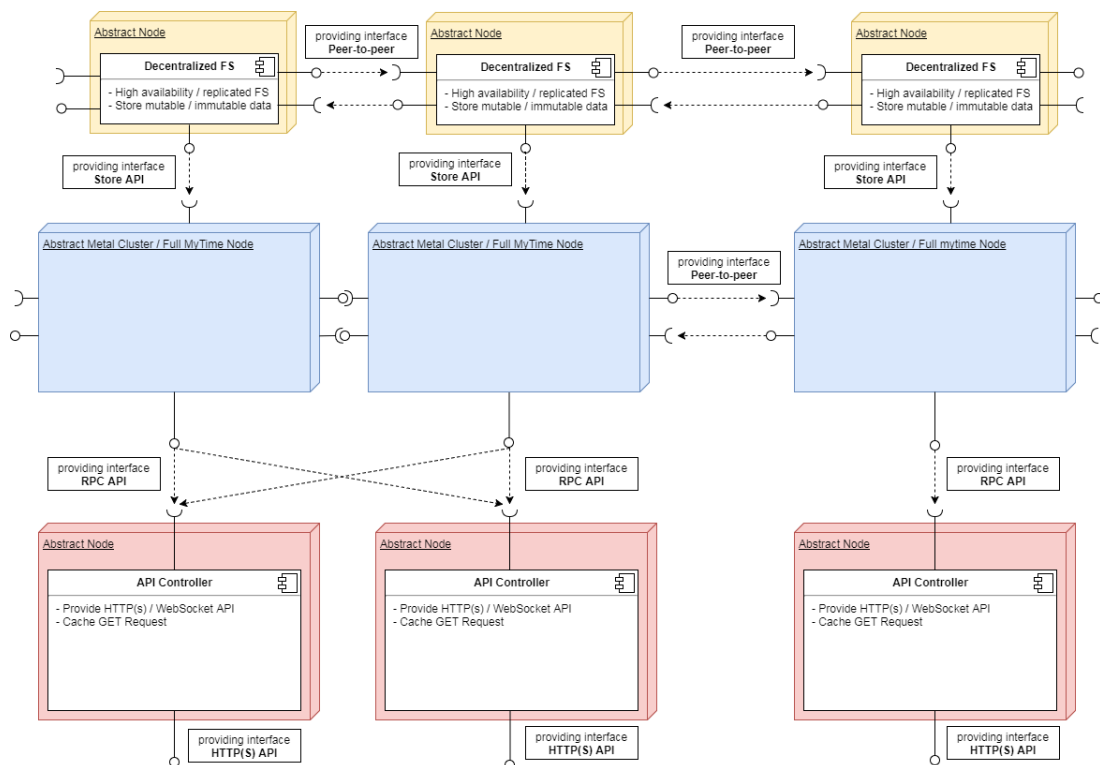 Abstract Node
providing interface
Peer-to-peer
Abstract Node
providing interface
Peer-to-peer
Abstract Node
Decentralized FS
- High availability / replicated FS
- Store mutable / immutable data
Decentralized FS
- High availability / replicated FS
- Store mutable / immutable data
Decentralized FS
- High availability / replicated FS
- Store mutable / immutable data
providing interface
Store API
providing interface
Store API
providing interface
Store API
Abstract Metal Cluster / Full MyTime Node
Abstract Metal Cluster / Full MyTime Node
Abstract Metal Cluster / Full mytime Node
providing interface
Peer-to-peer
providing interface
RPC API
providing interface
RPC API
providing interface
RPC API
Abstract Node
Abstract Node
Abstract Node
API Controller
- Provide HTTP(s) / WebSocket API
- Cache GET Request
API Controller
- Provide HTTP(s) / WebSocket API
- Cache GET Request
API Controller
- Provide HTTP(s) / WebSocket API
- Cache GET Request
providing interface
HTTP(S) API
providing interface
HTTP(S) API
providing interface
HTTP(S) API